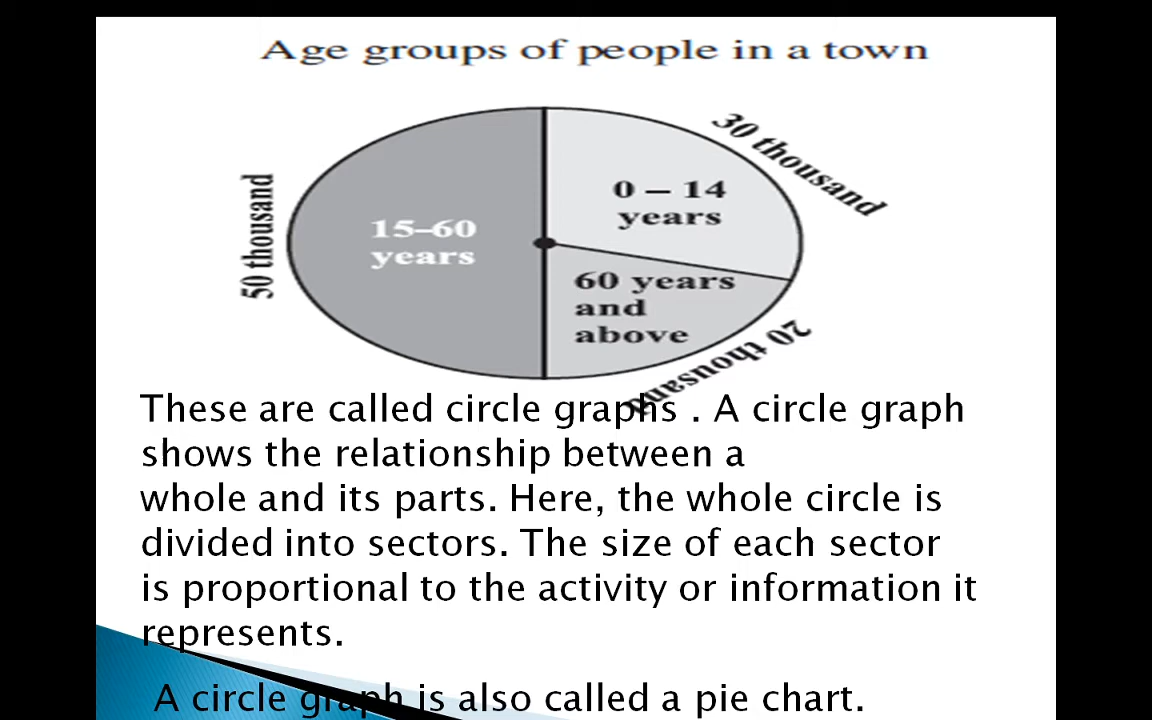 Age groups of people in a town
30 thousand
50 thousand
0 – 14
years
15–60
years
60 years
and
above
20 thousand
These are called circle graphs . A circle graph
shows the relationship between a
whole and its parts. Here, the whole circle is
divided into sectors. The size of each sector
is proportional to the activity or information it
represents.
A circle graph is also called a pie chart.